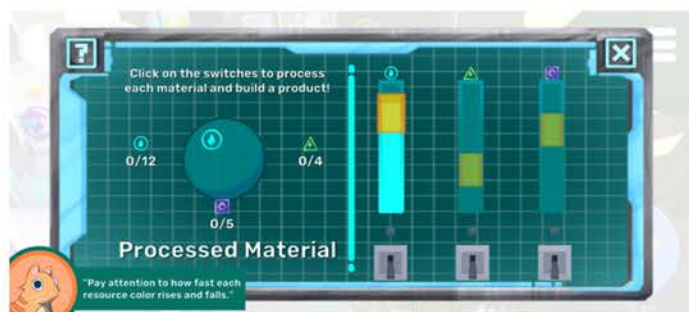 ?
Click on the switches to process
each material and build a product!
0/12
0/4
0/5
Processed Material
"Pay attention to how fast each
resource color rises and falls."